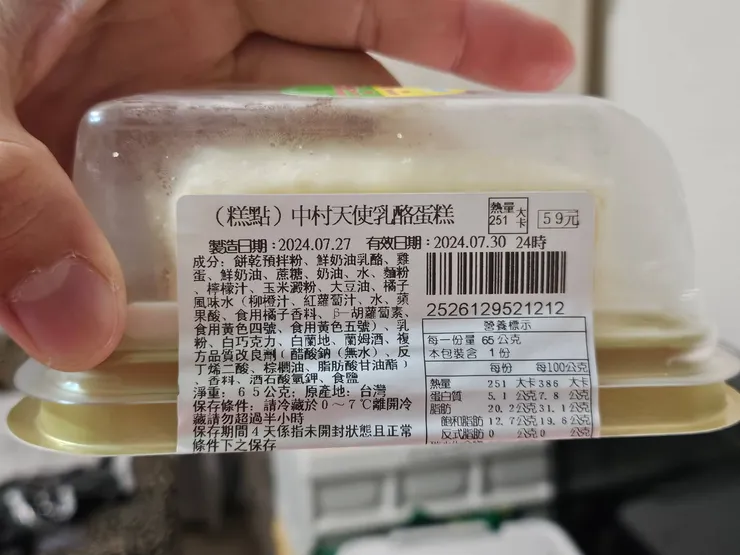 （糕點）中村天使乳酪蛋糕
熱量 251 大卡
59元
製造日期：2024.07.27 有效日期：2024.07.30 24時
成分：餅乾預拌粉、鮮奶油乳酪、雞
蛋、鮮奶油、蔗糖、奶油、水、麵粉
、檸檬汁、玉米澱粉、大豆油、橘子
風味水（柳橙汁、紅蘿蔔汁、水、蘋
果酸、食用橘子香料、β-胡蘿蔔素、
食用黃色四號、食用黃色五號）、乳
粉、白巧克力、白蘭地、蘭姆酒、複
方品質改良劑（醋酸鈉（無水）、反
丁烯二酸、棕櫚油、脂肪酸甘油酯）
、香料、酒石酸氫鉀、食鹽
淨重：65公克；原產地：台灣
保存條件：請冷藏於0～7℃離開冷
藏請勿超過半小時
保存期間4天係指未開封狀態且正常
條件下之保存
2526129521212
營養標示
每一份量 65公克
本包裝含 1份
每份 每100公克
熱量 251 大卡 386 大卡
蛋白質 5.1 公克 7.8 公克
脂肪 20.2 公克 31.1 公克
飽和脂肪 12.7 公克 19.6 公克
反式脂肪 0 公克 0 公克